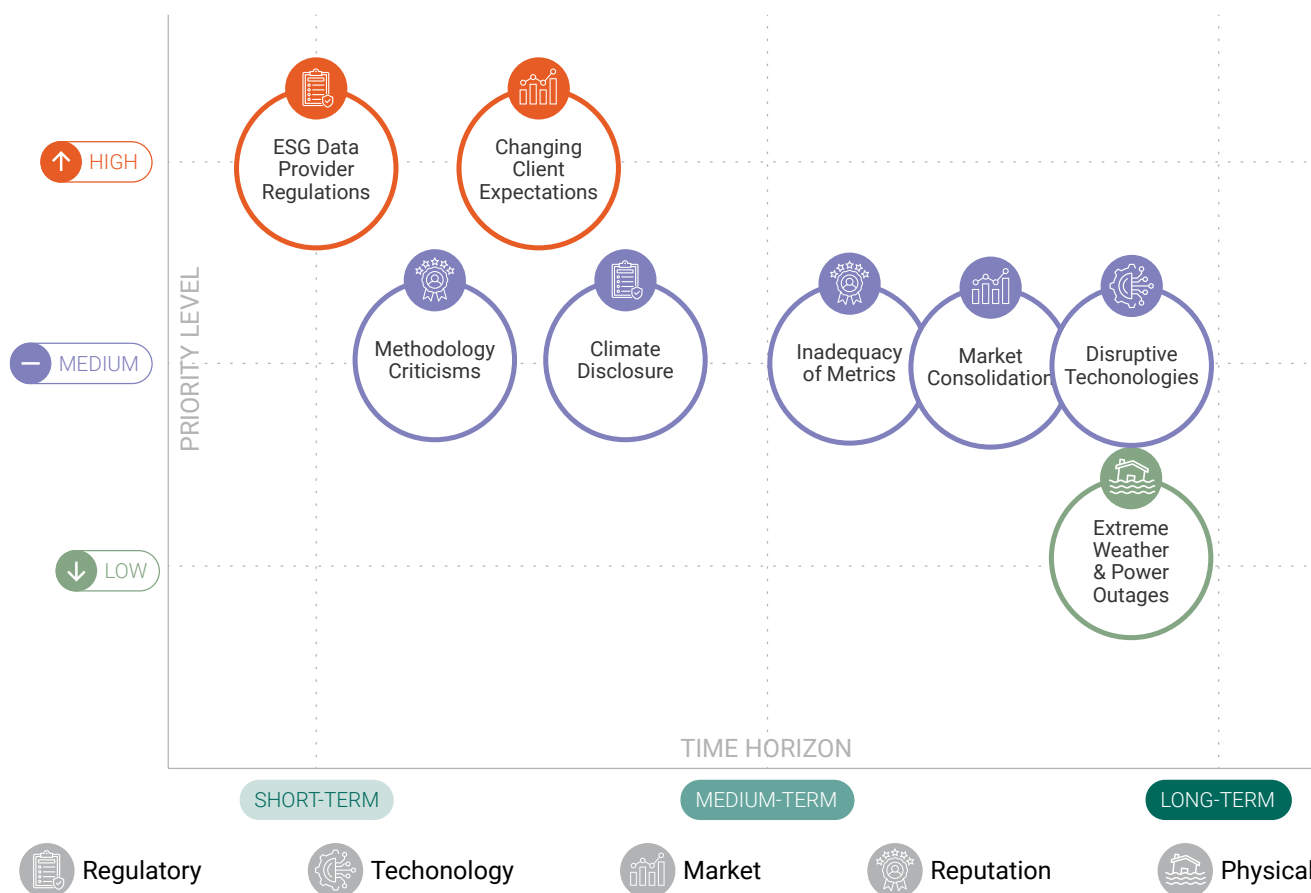 HIGH
ESG Data
Provider
Regulations
Changing
Client
Expectations
PRIORITY LEVEL
MEDIUM
Methodology
Criticisms
Climate
Disclosure
Inadequacy
of Metrics
Market
Consolidation
Disruptive
Techonologies
LOW
Extreme
Weather
& Power
Outages
TIME HORIZON
SHORT-TERM
MEDIUM-TERM
LONG-TERM
Regulatory
Techonology
Market
Reputation
Physical